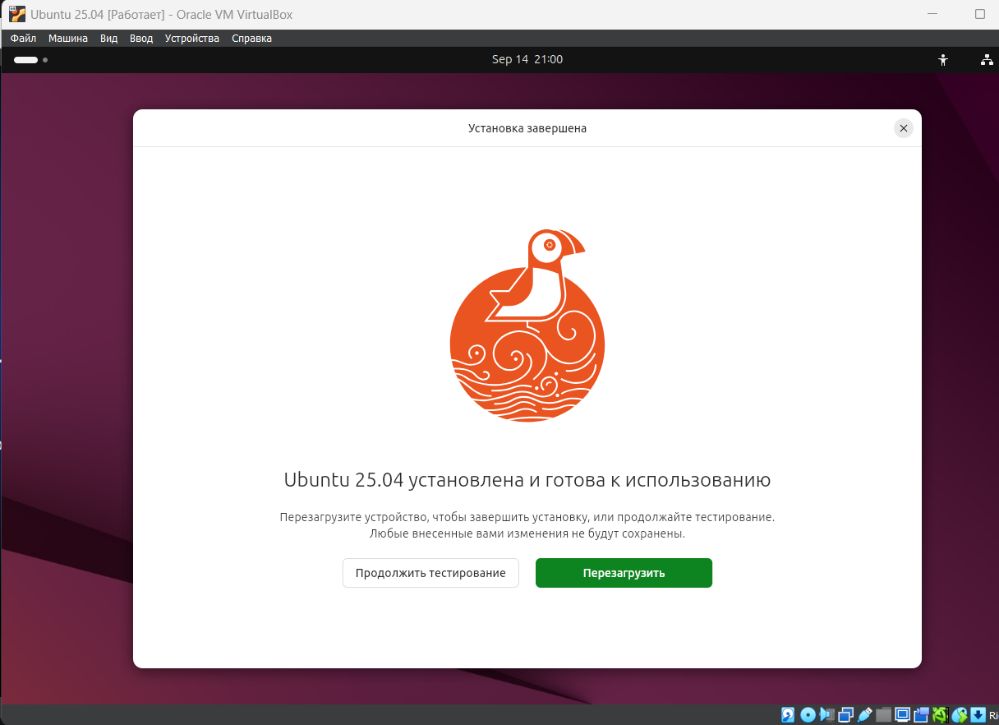 Ubuntu 25.04 [Работает] - Oracle VM VirtualBox
Файл Машина Вид Ввод Устройства Справка
Sep 14 21:00
Установка завершена
Ubuntu 25.04 установлена и готова к использованию
Перезагрузите устройство, чтобы завершить установку, или продолжайте тестирование.
Любые внесенные вами изменения не будут сохранены.
Продолжить тестирование Перезагрузить